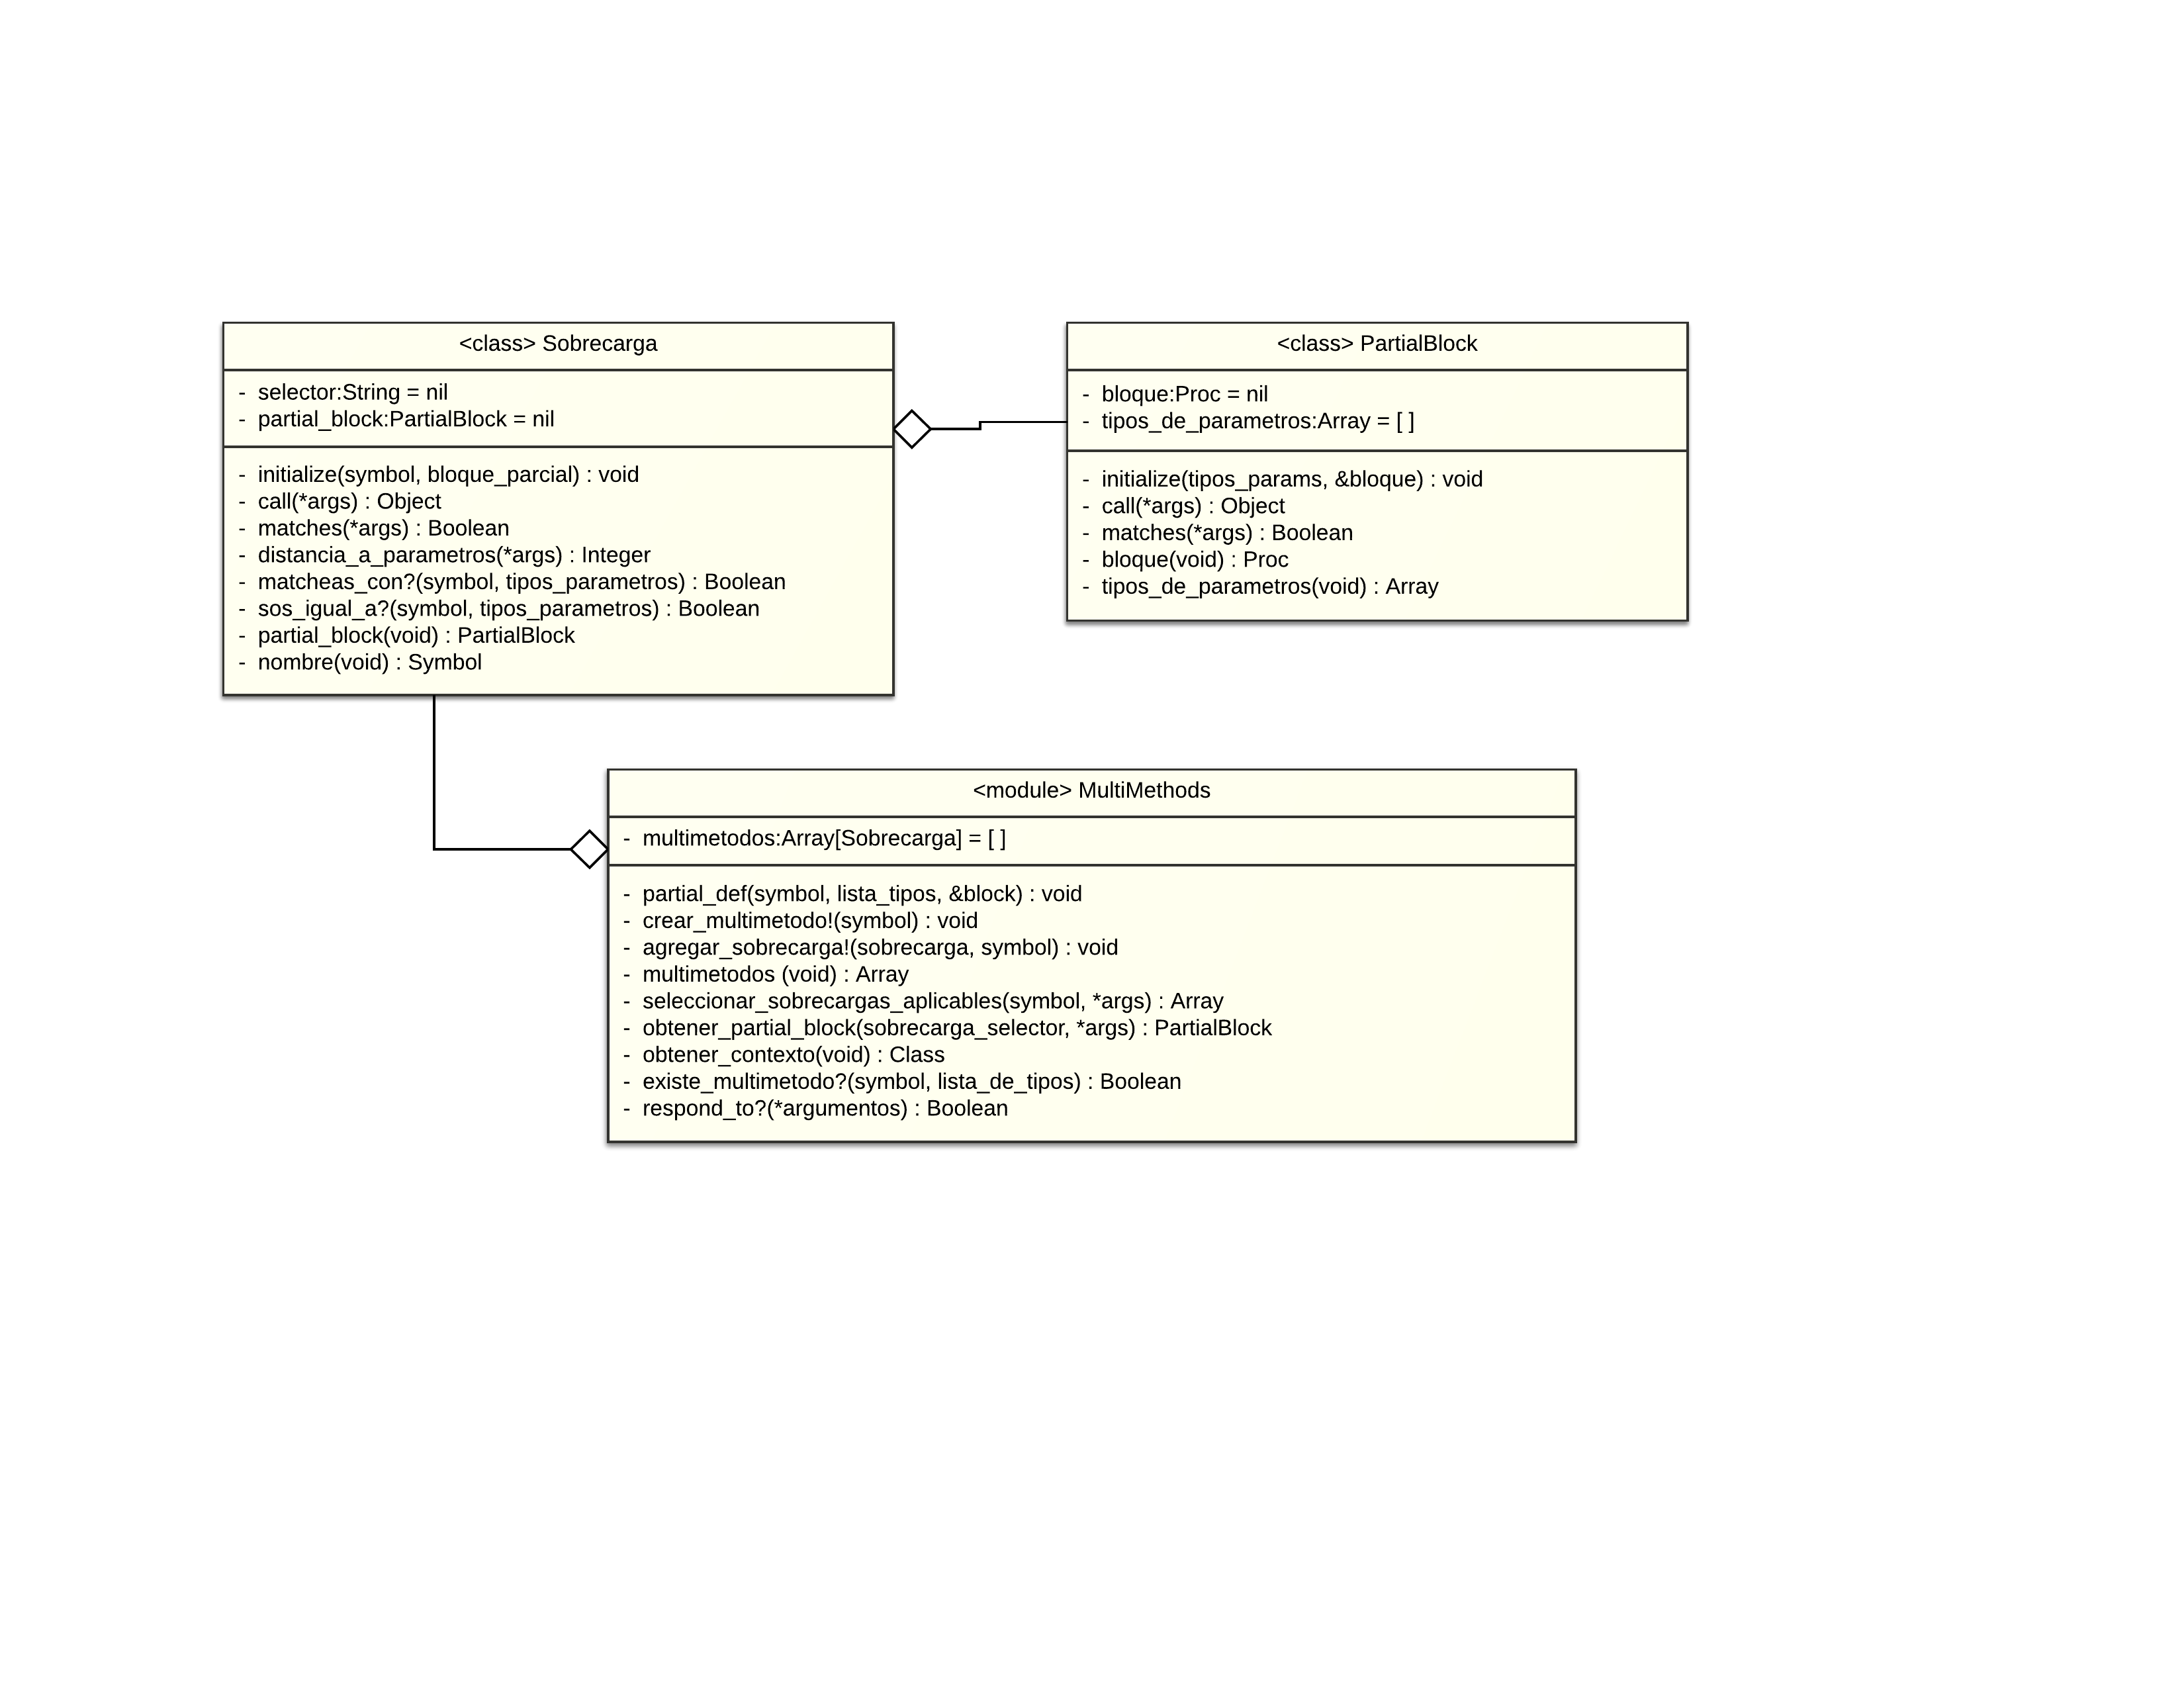 <class> Sobrecarga
- selector:String = nil
- partial_block:PartialBlock = nil
- initialize(symbol, bloque_parcial) : void
- call(*args) : Object
- matches(*args) : Boolean
- distancia_a_parametros(*args) : Integer
- matcheas_con?(symbol, tipos_parametros) : Boolean
- sos_igual_a?(symbol, tipos_parametros) : Boolean
- partial_block(void) : PartialBlock
- nombre(void) : Symbol
<class> PartialBlock
- bloque:Proc = nil
- tipos_de_parametros:Array = [ ]
- initialize(tipos_params, &bloque) : void
- call(*args) : Object
- matches(*args) : Boolean
- bloque(void) : Proc
- tipos_de_parametros(void) : Array
<module> MultiMethods
- multimetodos:Array[Sobrecarga] = [ ]
- partial_def(symbol, lista_tipos, &block) : void
- crear_multimetodo!(symbol) : void
- agregar_sobrecarga!(sobrecarga, symbol) : void
- multimetodos (void) : Array
- seleccionar_sobrecargas_aplicables(symbol, *args) : Array
- obtener_partial_block(sobrecarga_selector, *args) : PartialBlock
- obtener_contexto(void) : Class
- existe_multimetodo?(symbol, lista_de_tipos) : Boolean
- respond_to?(*argumentos) : Boolean